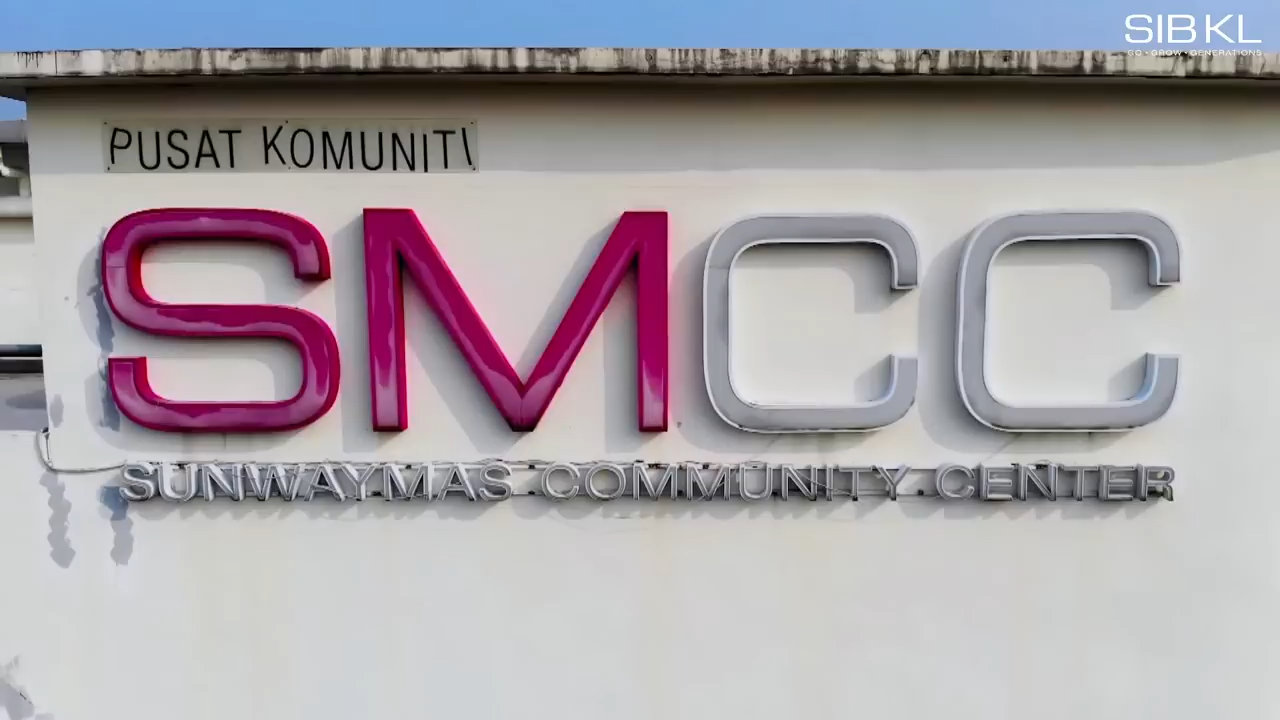 SIBKL
GO • GROW • GENERATIONS
PUSAT KOMUNITI
SMCC
SUNWAYMAS COMMUNITY CENTER